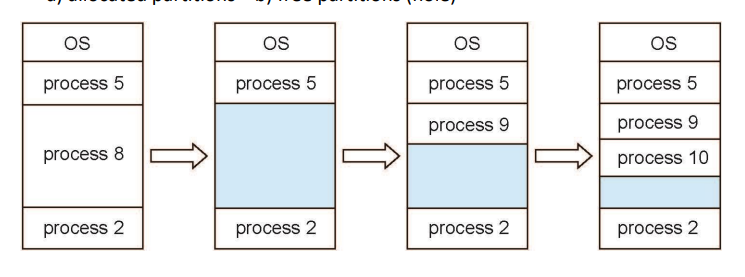 a) allocated partitions b) free partitions (hole)
OS
process 5
process 8
process 2
OS
process 5
process 2
OS
process 5
process 9
process 2
OS
process 5
process 9
process 10
process 2